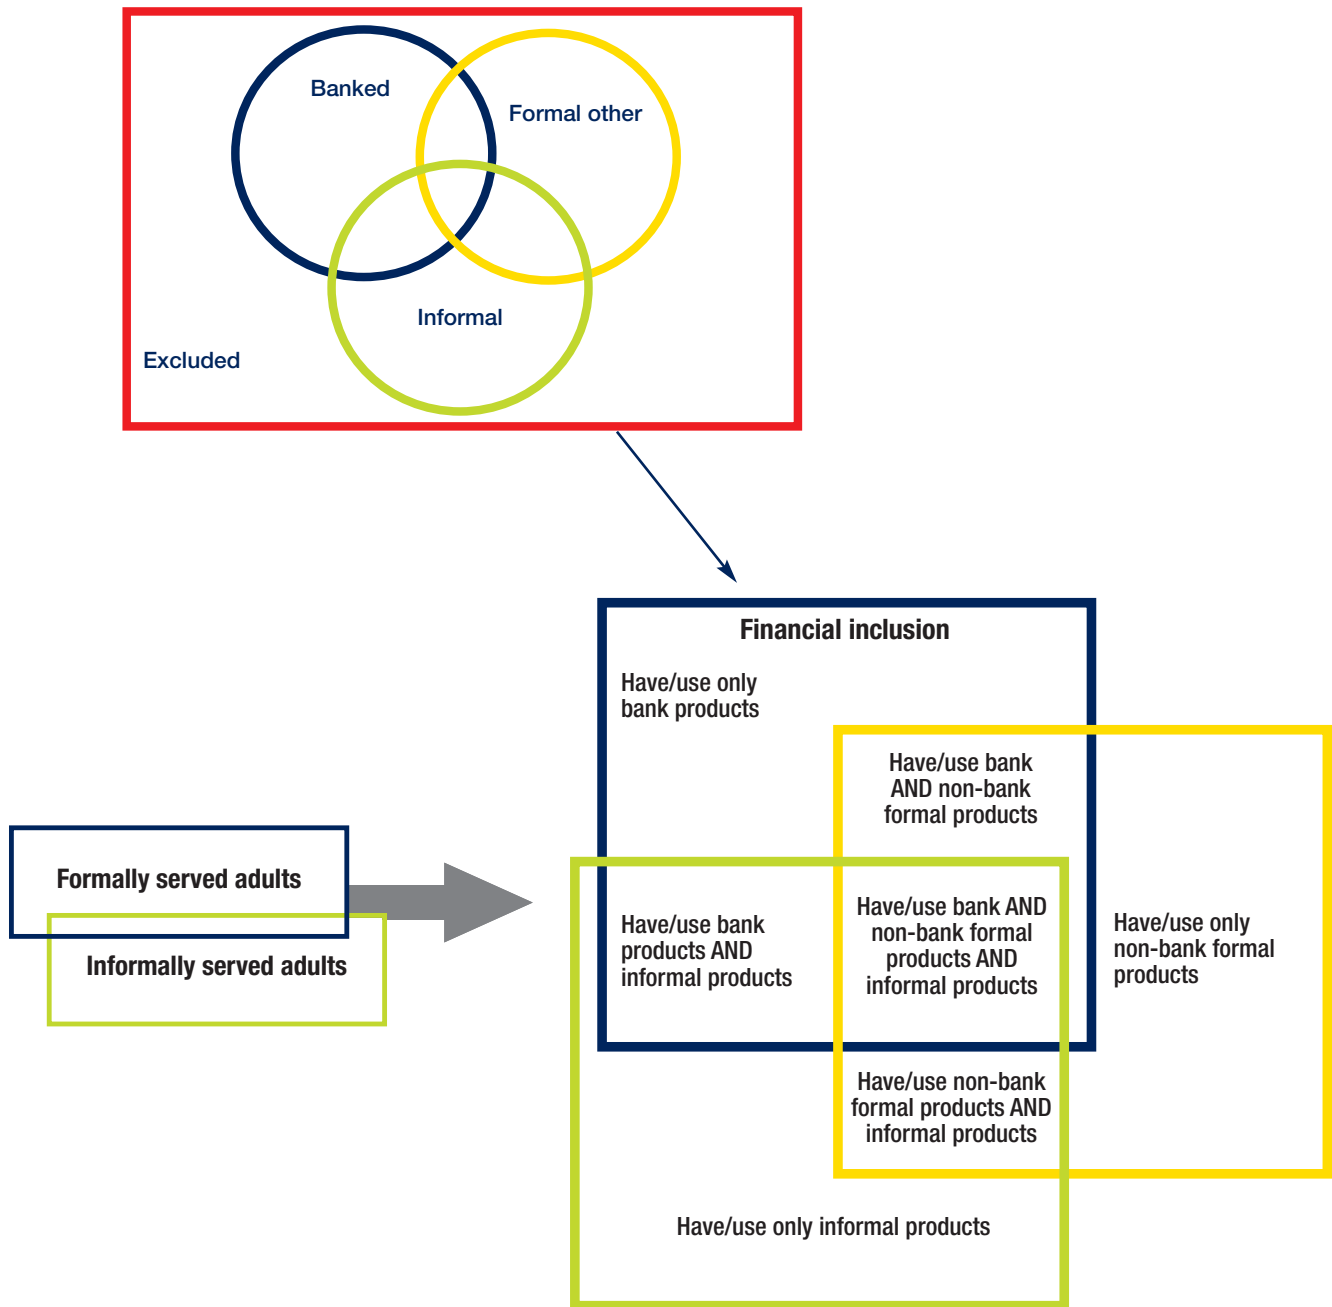 Banked
Formal other
Informal
Excluded
Financial inclusion
Have/use only
bank products
Have/use bank
AND non-bank
formal products
Formally served adults
Informally served adults
Have/use bank
products AND
informal products
Have/use bank AND
non-bank formal
products AND
informal products
Have/use only
non-bank formal
products
Have/use non-bank
formal products AND
informal products
Have/use only informal products